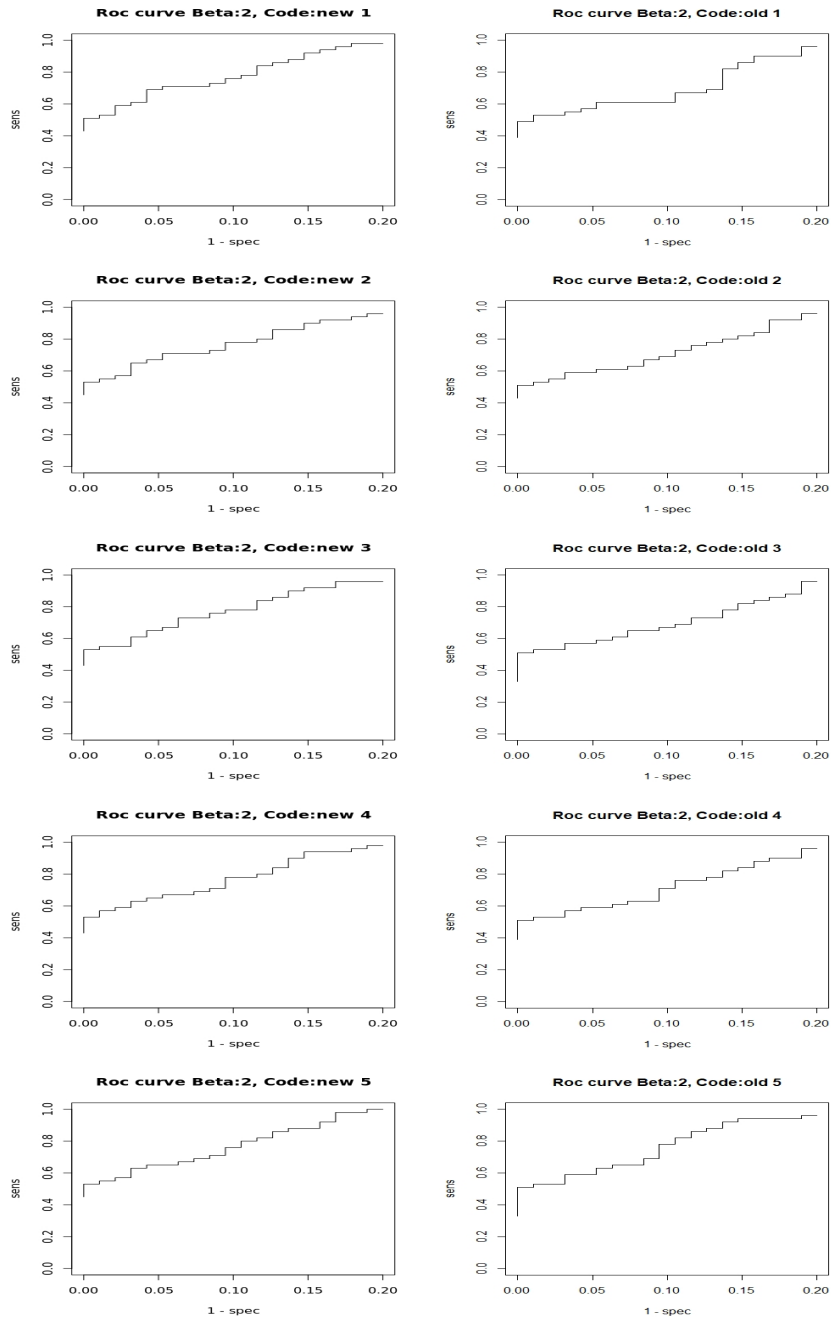 Roc curve Beta:2, Code:new 1
sens
0.0 0.2 0.4 0.6 0.8 1.0
0.00 0.05 0.10 0.15 0.20
1 - spec
Roc curve Beta:2, Code:old 1
sens
0.0 0.2 0.4 0.6 0.8 1.0
0.00 0.05 0.10 0.15 0.20
1 - spec
Roc curve Beta:2, Code:new 2
sens
0.0 0.2 0.4 0.6 0.8 1.0
0.00 0.05 0.10 0.15 0.20
1 - spec
Roc curve Beta:2, Code:old 2
sens
0.0 0.2 0.4 0.6 0.8 1.0
0.00 0.05 0.10 0.15 0.20
1 - spec
Roc curve Beta:2, Code:new 3
sens
0.0 0.2 0.4 0.6 0.8 1.0
0.00 0.05 0.10 0.15 0.20
1 - spec
Roc curve Beta:2, Code:old 3
sens
0.0 0.2 0.4 0.6 0.8 1.0
0.00 0.05 0.10 0.15 0.20
1 - spec
Roc curve Beta:2, Code:new 4
sens
0.0 0.2 0.4 0.6 0.8 1.0
0.00 0.05 0.10 0.15 0.20
1 - spec
Roc curve Beta:2, Code:old 4
sens
0.0 0.2 0.4 0.6 0.8 1.0
0.00 0.05 0.10 0.15 0.20
1 - spec
Roc curve Beta:2, Code:new 5
sens
0.0 0.2 0.4 0.6 0.8 1.0
0.00 0.05 0.10 0.15 0.20
1 - spec
Roc curve Beta:2, Code:old 5
sens
0.0 0.2 0.4 0.6 0.8 1.0
0.00 0.05 0.10 0.15 0.20
1 - spec